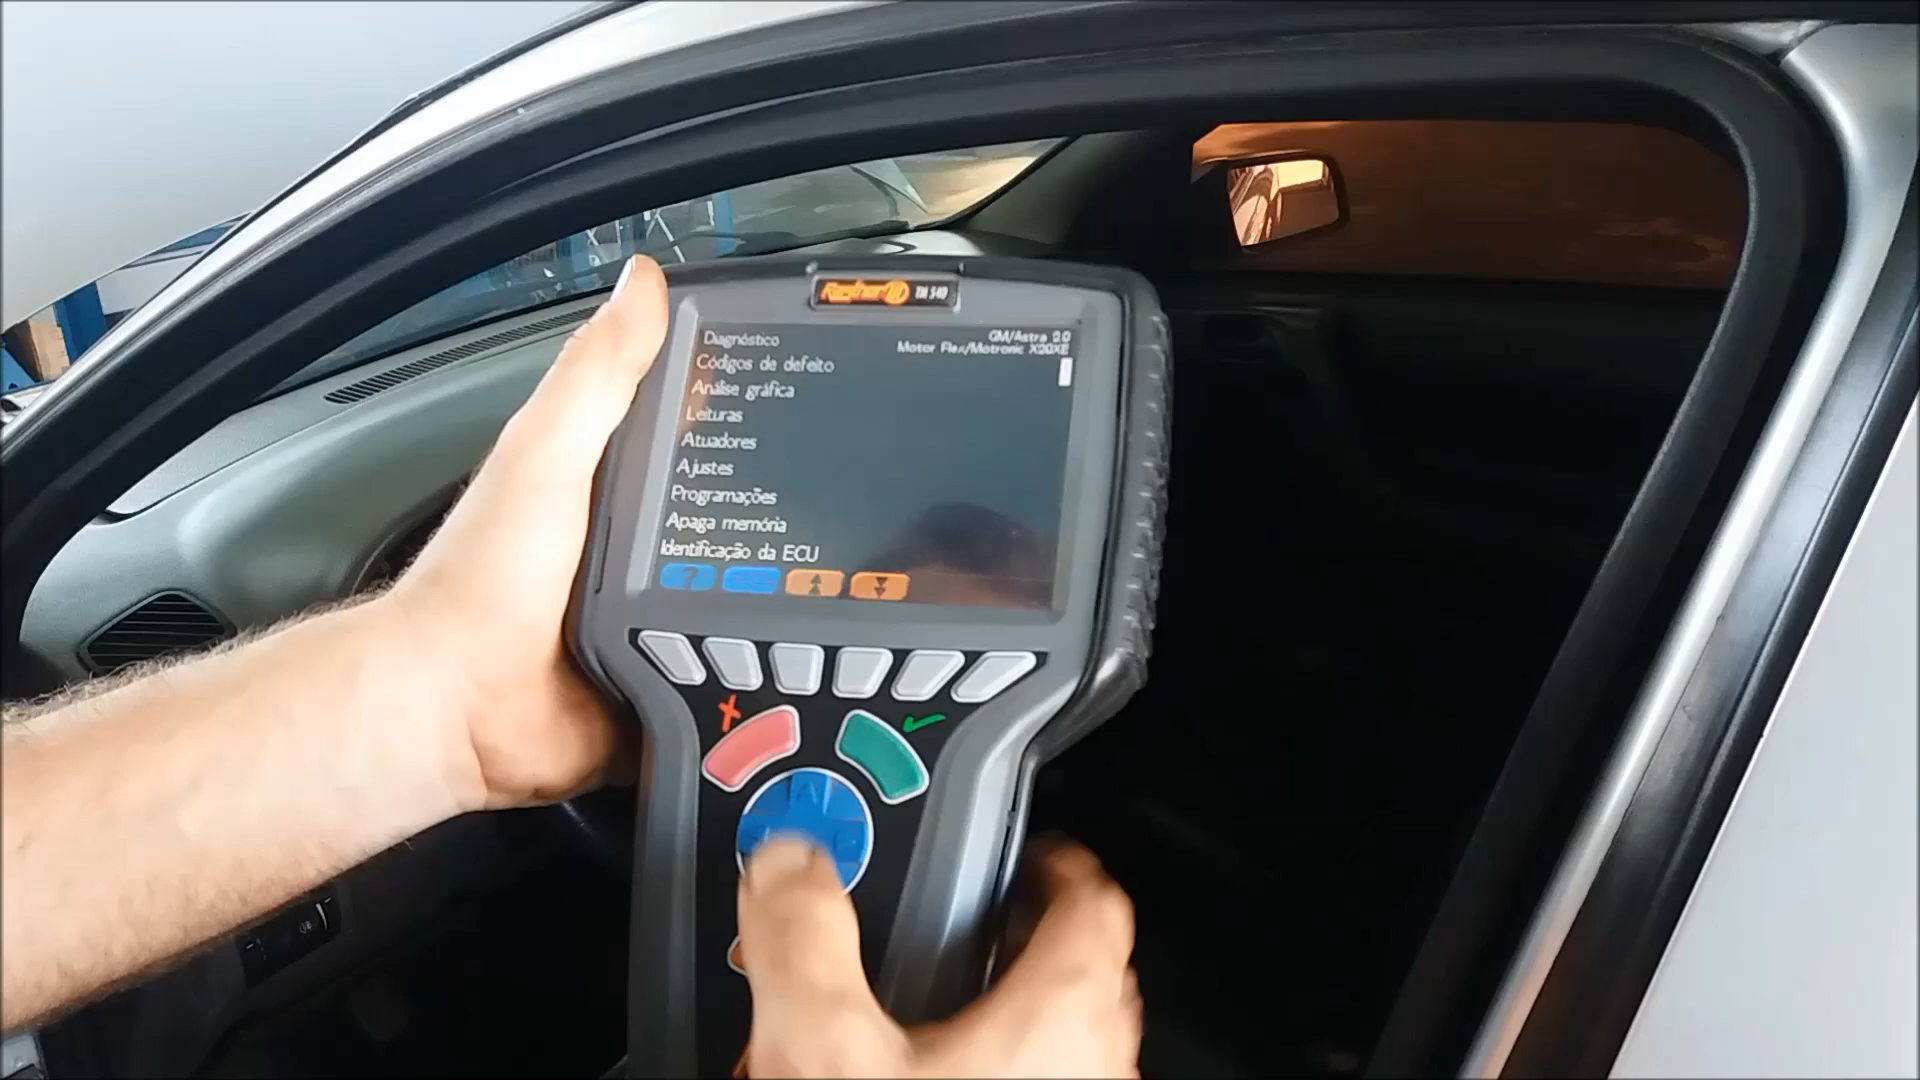 Rasther III TM 540
GM/Astra 2.0
Motor Flex/Motronic X20XE
Diagnóstico
Códigos de defeito
Análise gráfica
Leituras
Atuadores
Ajustes
Programações
Apaga memória
Identificação da ECU
?